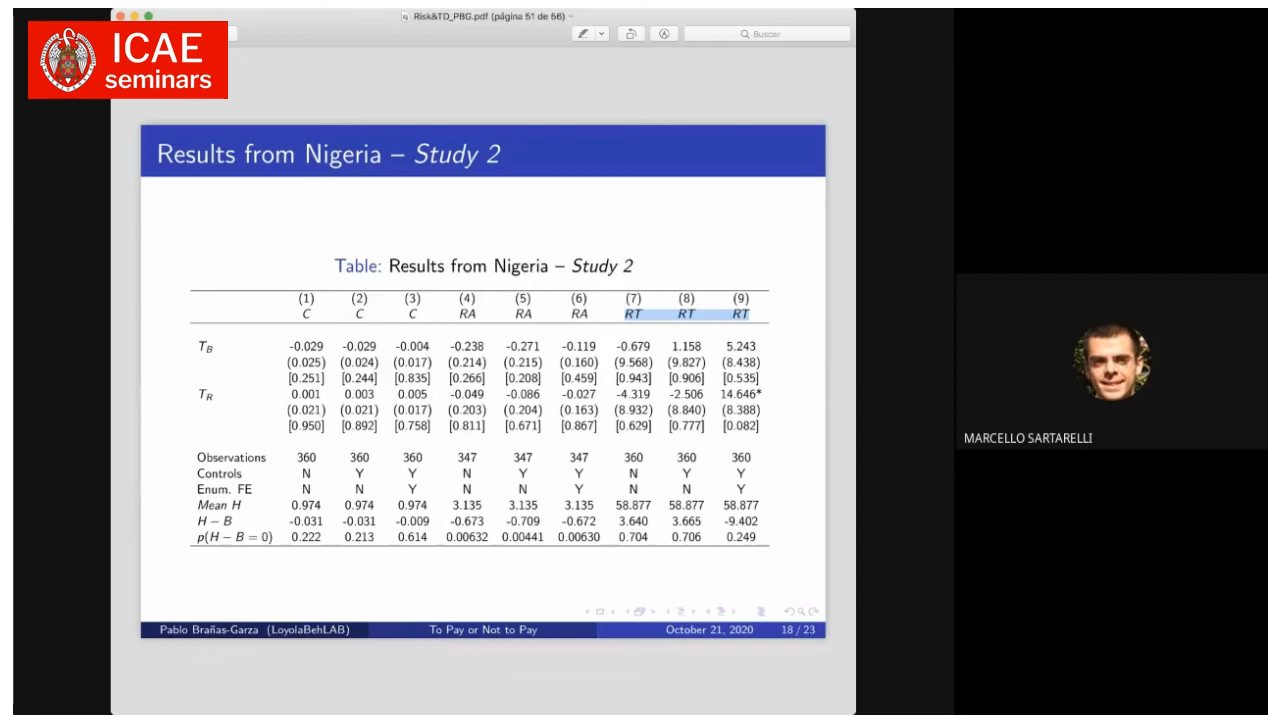 Risk&TD_PBG.pdf (página 51 de 56)
Buscar
ICAE
seminars
Results from Nigeria – Study 2
Table: Results from Nigeria – Study 2
(1) (2) (3) (4) (5) (6) (7) (8) (9)
C C C RA RA RA RT RT RT
T_B -0.029 -0.029 -0.004 -0.238 -0.271 -0.119 -0.679 1.158 5.243
(0.025) (0.024) (0.017) (0.214) (0.215) (0.160) (9.568) (9.827) (8.438)
[0.251] [0.244] [0.835] [0.266] [0.208] [0.459] [0.943] [0.906] [0.535]
T_R 0.001 0.003 0.005 -0.049 -0.086 -0.027 -4.319 -2.506 14.646*
(0.021) (0.021) (0.017) (0.203) (0.204) (0.163) (8.932) (8.840) (8.388)
[0.950] [0.892] [0.758] [0.811] [0.671] [0.867] [0.629] [0.777] [0.082]
Observations 360 360 360 347 347 347 360 360 360
Controls N Y Y N Y Y N Y Y
Enum. FE N N Y N N Y N N Y
Mean H 0.974 0.974 0.974 3.135 3.135 3.135 58.877 58.877 58.877
H – B -0.031 -0.031 -0.009 -0.673 -0.709 -0.672 3.640 3.665 -9.402
p(H – B = 0) 0.222 0.213 0.614 0.00632 0.00441 0.00630 0.704 0.706 0.249
Pablo Brañas-Garza (LoyolaBehLAB) To Pay or Not to Pay October 21, 2020 18 / 23
MARCELLO SARTARELLI